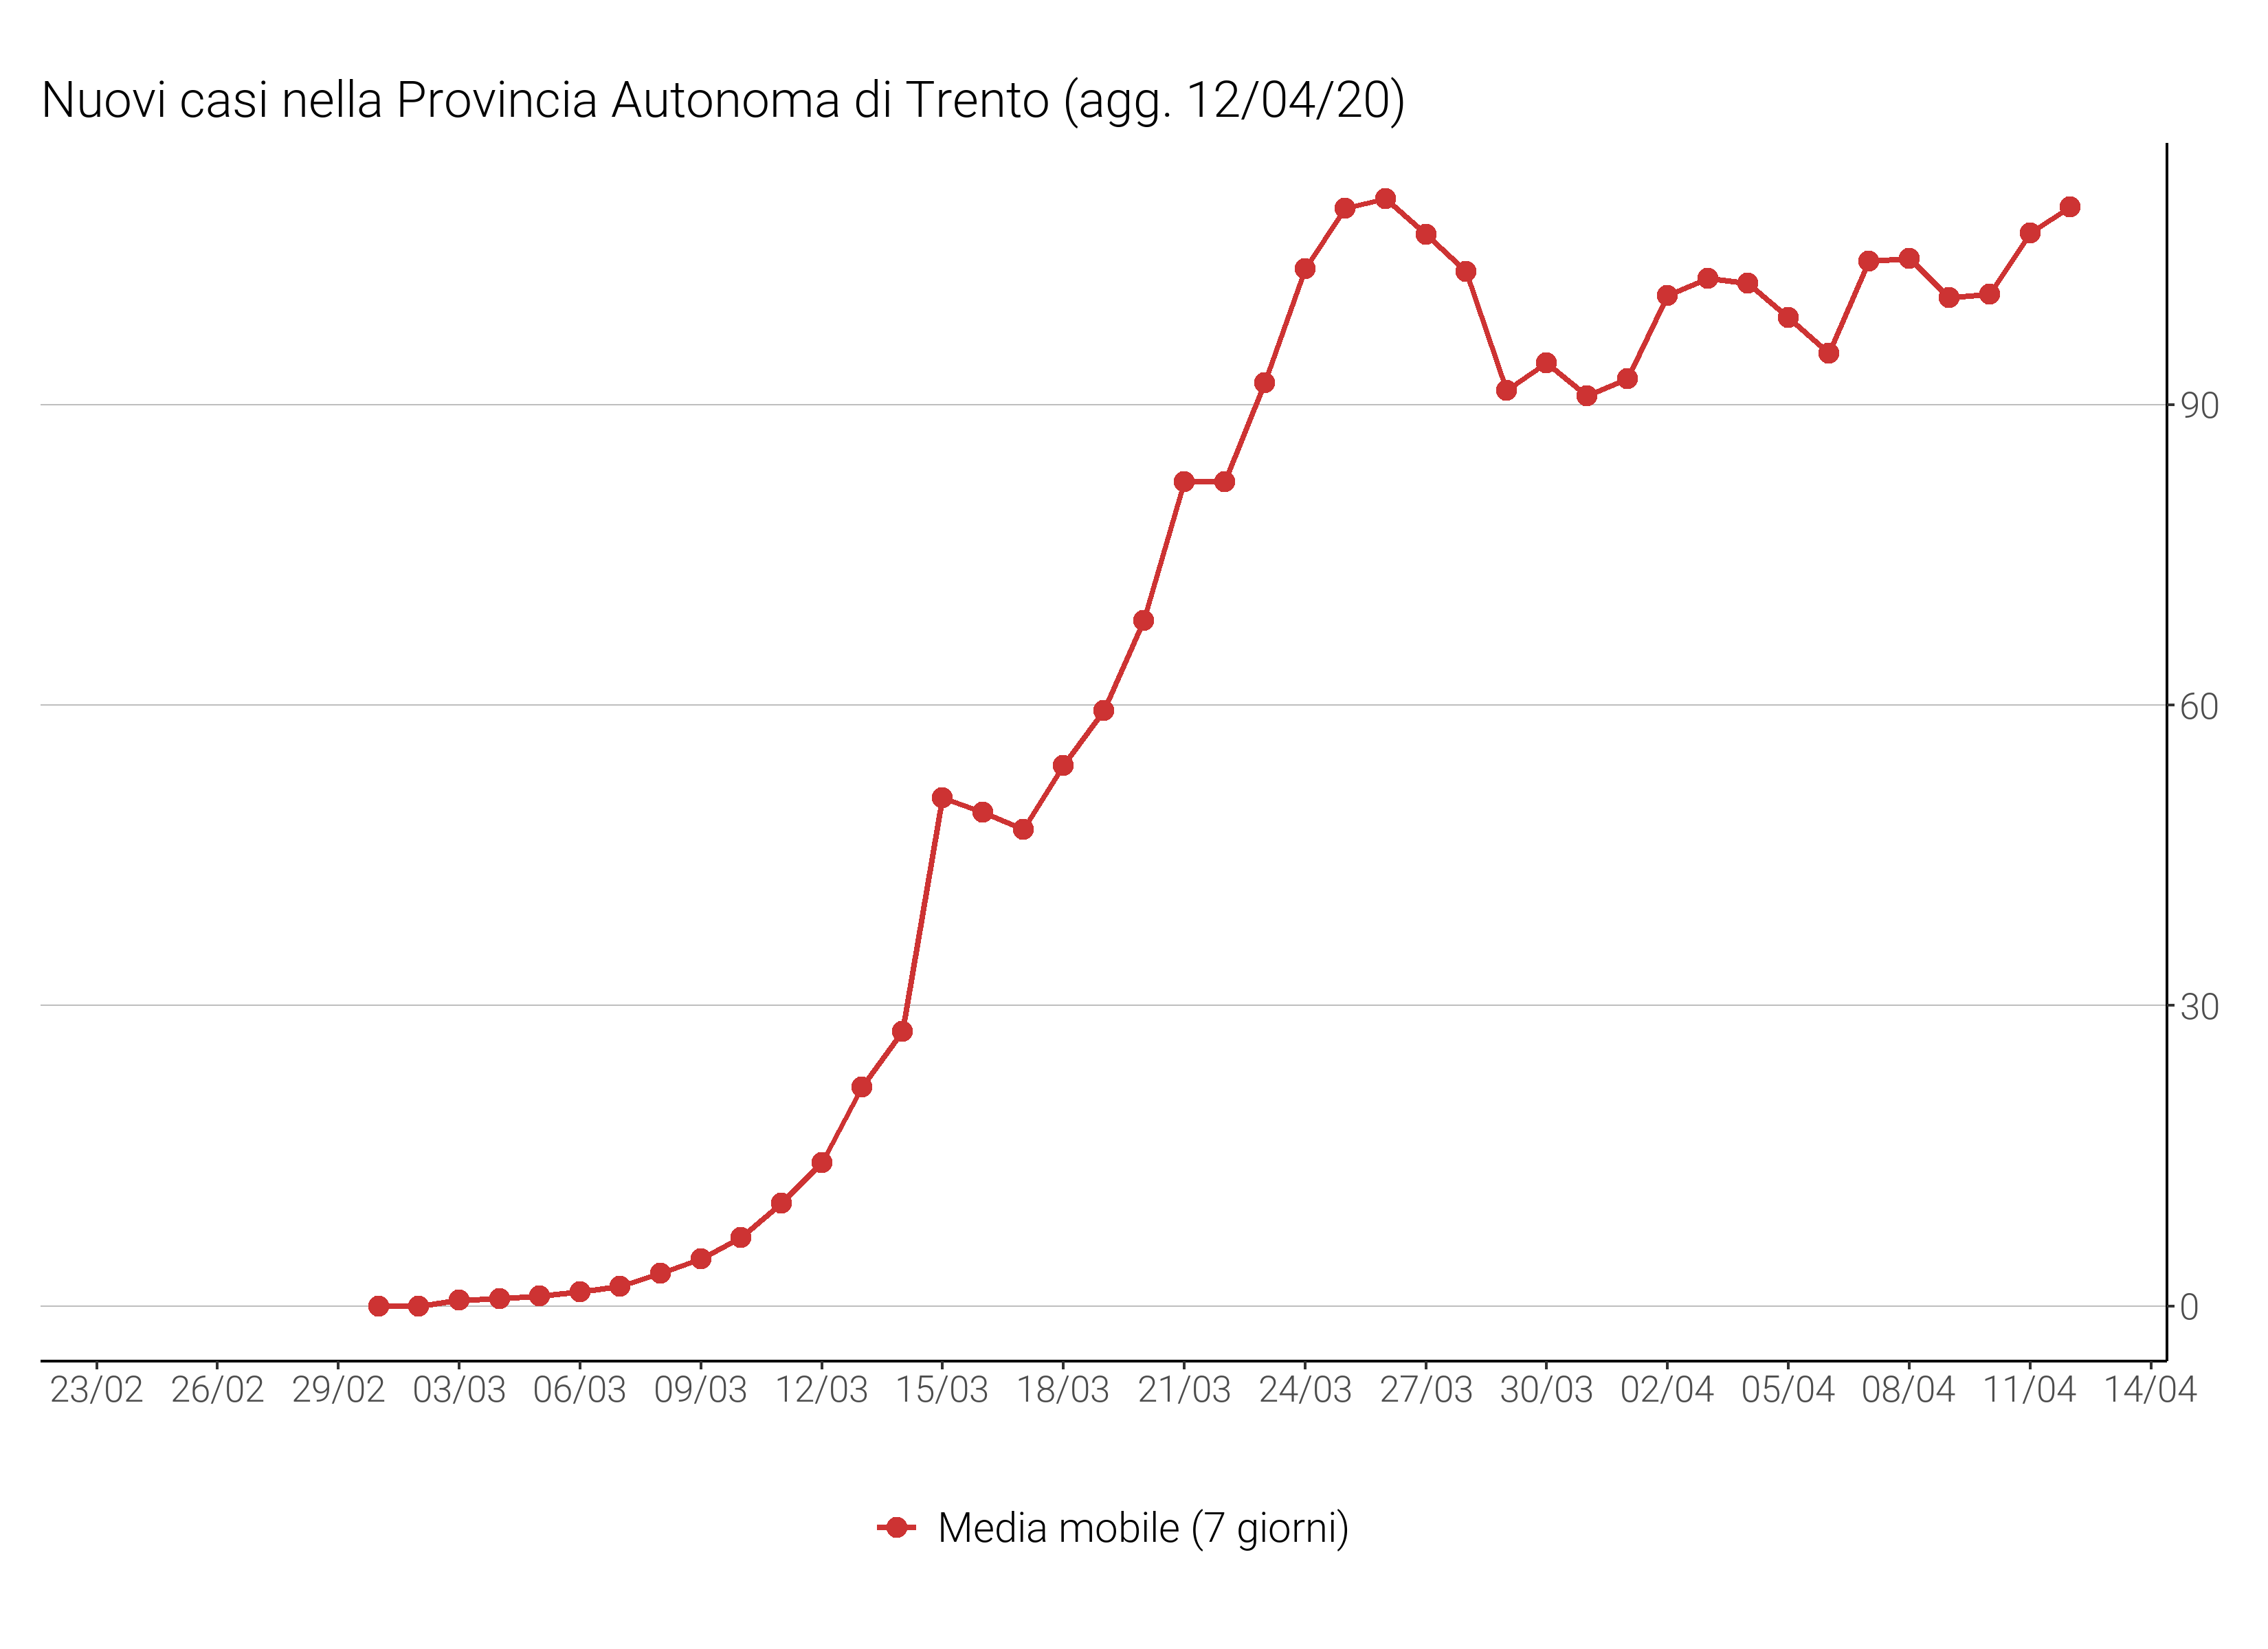 Nuovi casi nella Provincia Autonoma di Trento (agg. 12/04/20)
90
60
30
0
23/02 26/02 29/02 03/03 06/03 09/03 12/03 15/03 18/03 21/03 24/03 27/03 30/03 02/04 05/04 08/04 11/04 14/04
Media mobile (7 giorni)